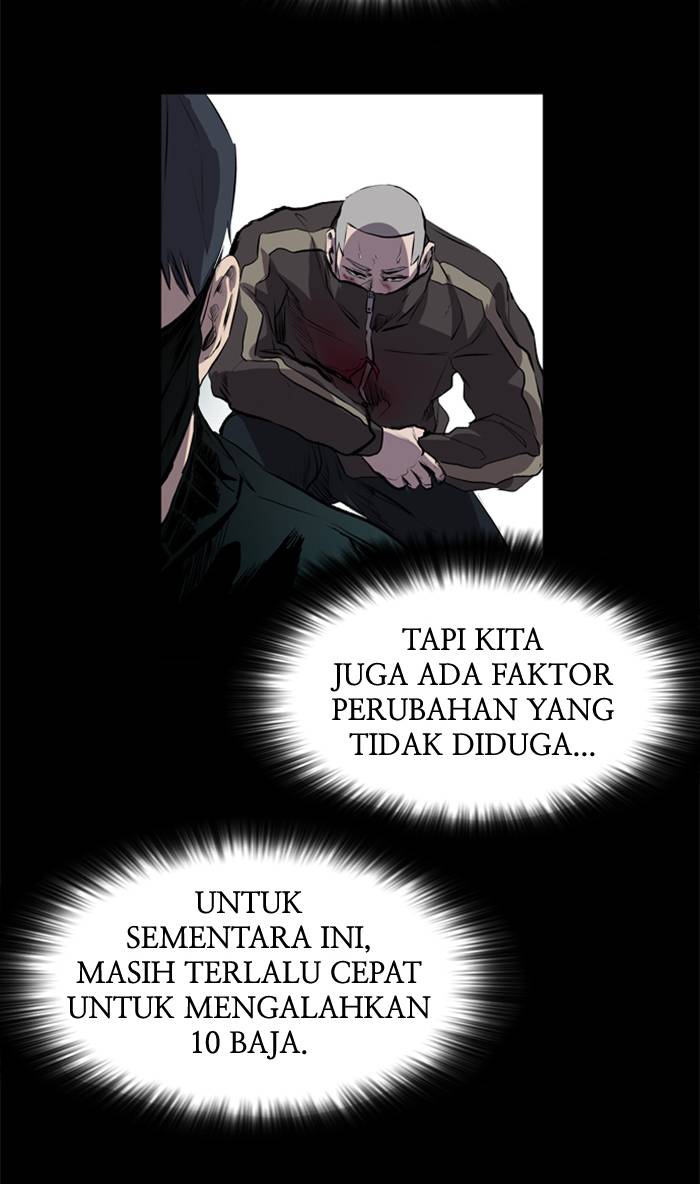 TAPI KITA
JUGA ADA FAKTOR
PERUBAHAN YANG
TIDAK DIDUGA...
UNTUK
SEMENTARA INI,
MASIH TERLALU CEPAT
UNTUK MENGALAHKAN
10 BAJA.